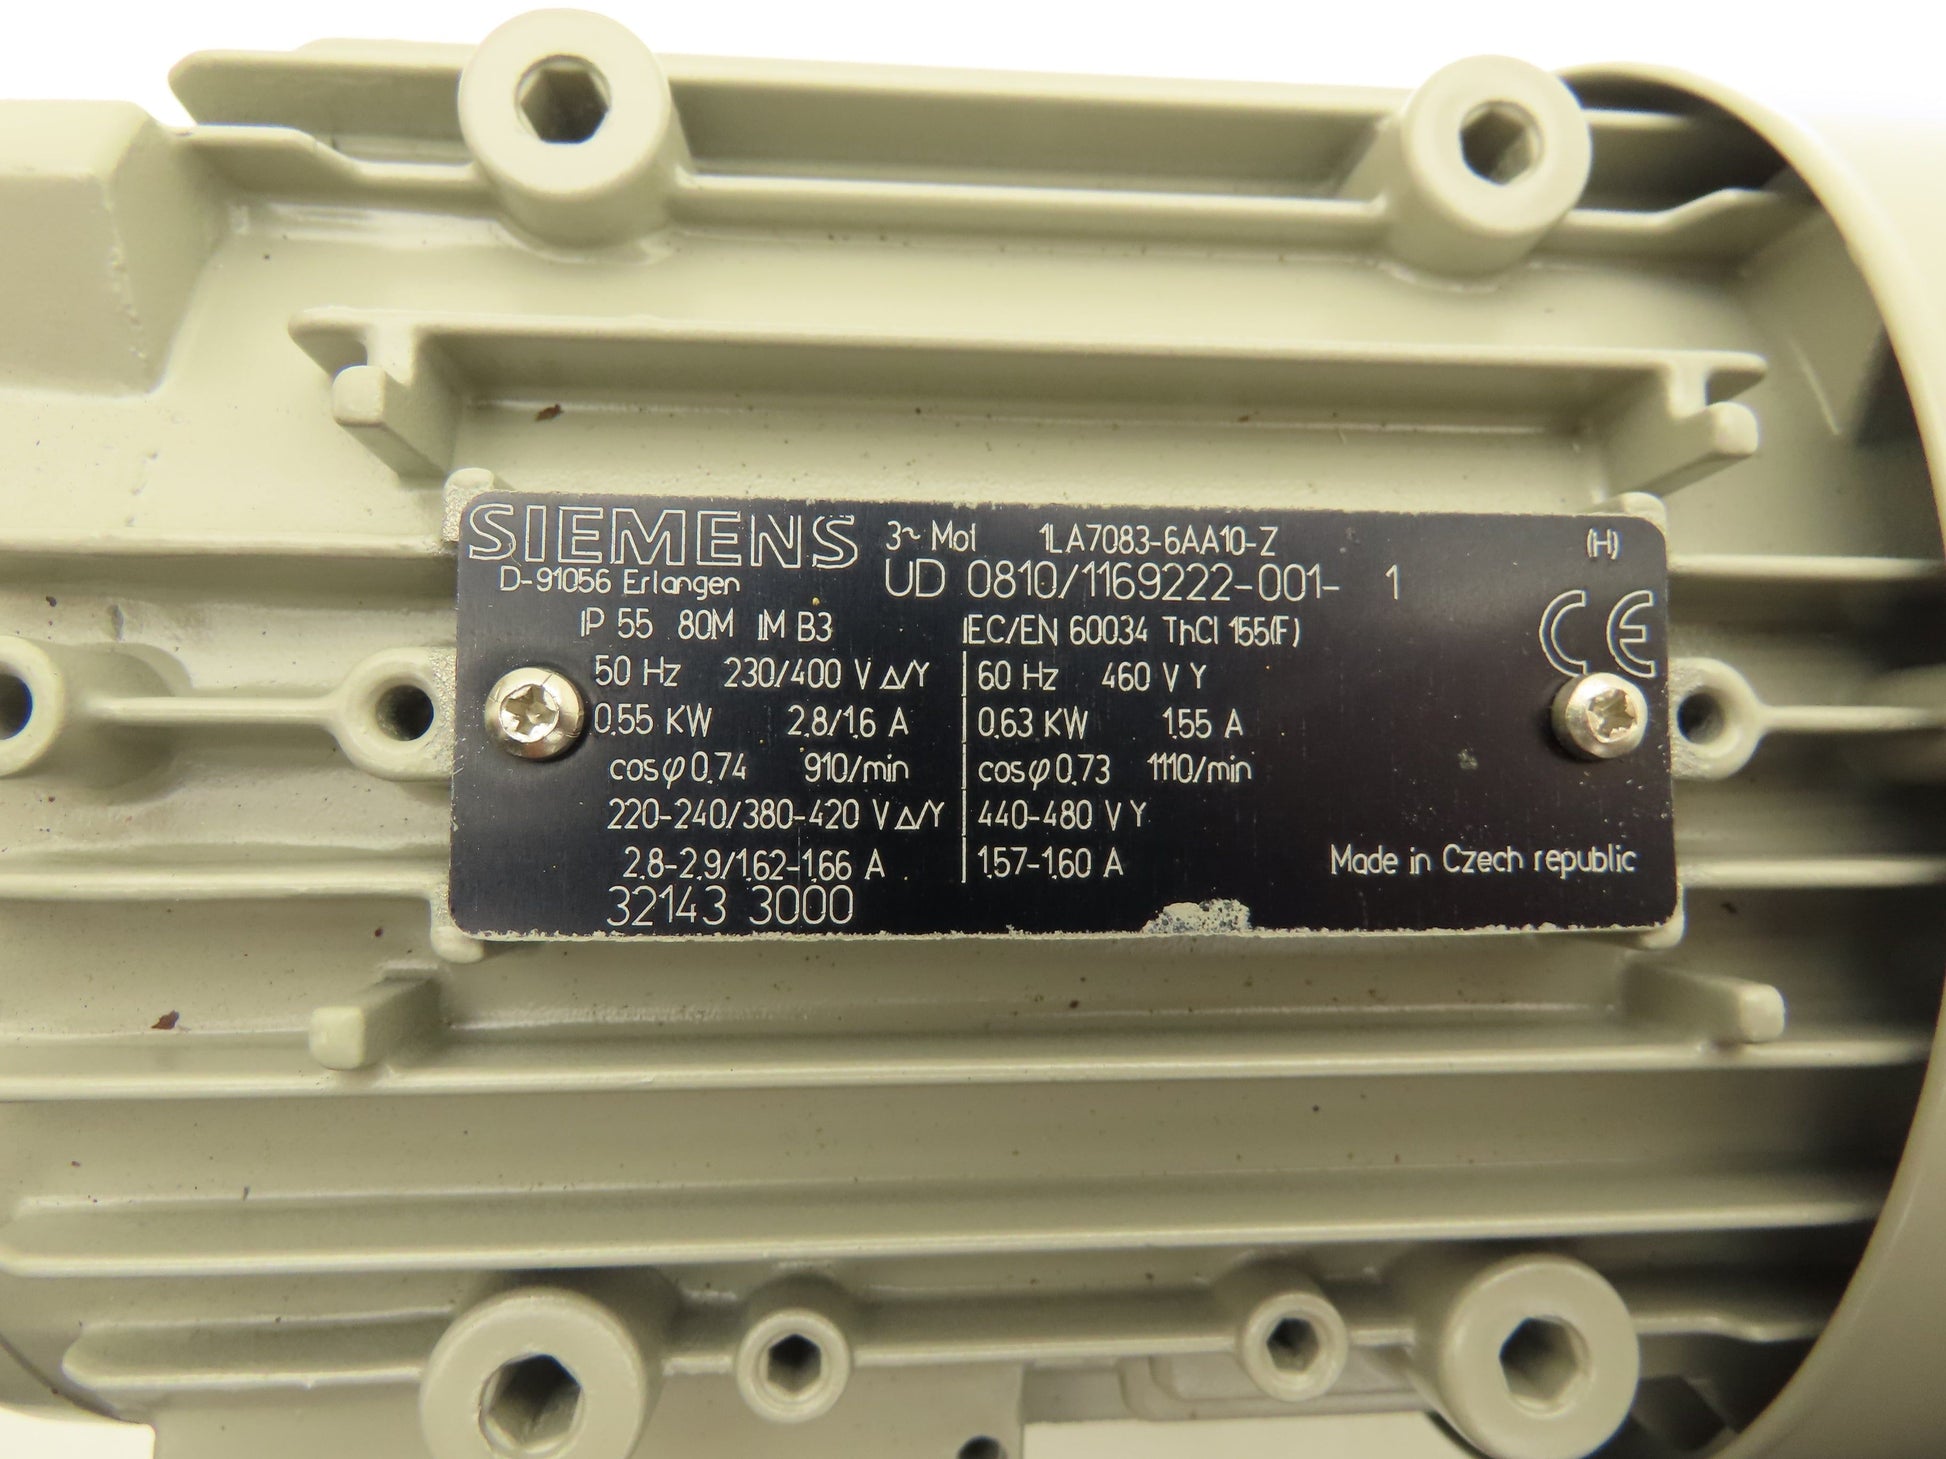 SIEMENS 3~ Mot 1LA7083-6AA10-Z (H)
D-91056 Erlangen UD 0810/1169222-001- 1
IP 55 80M IM B3 IEC/EN 60034 ThCl 155(F) CE
50 Hz 230/400 V Δ/Y 60 Hz 460 V Y
0.55 KW 2.8/1.6 A 0.63 KW 1.55 A
cosφ 0.74 910/min cosφ 0.73 1110/min
220-240/380-420 V Δ/Y 440-480 V Y
2.8-2.9/1.62-1.66 A 1.57-1.60 A Made in Czech republic
32143 3000